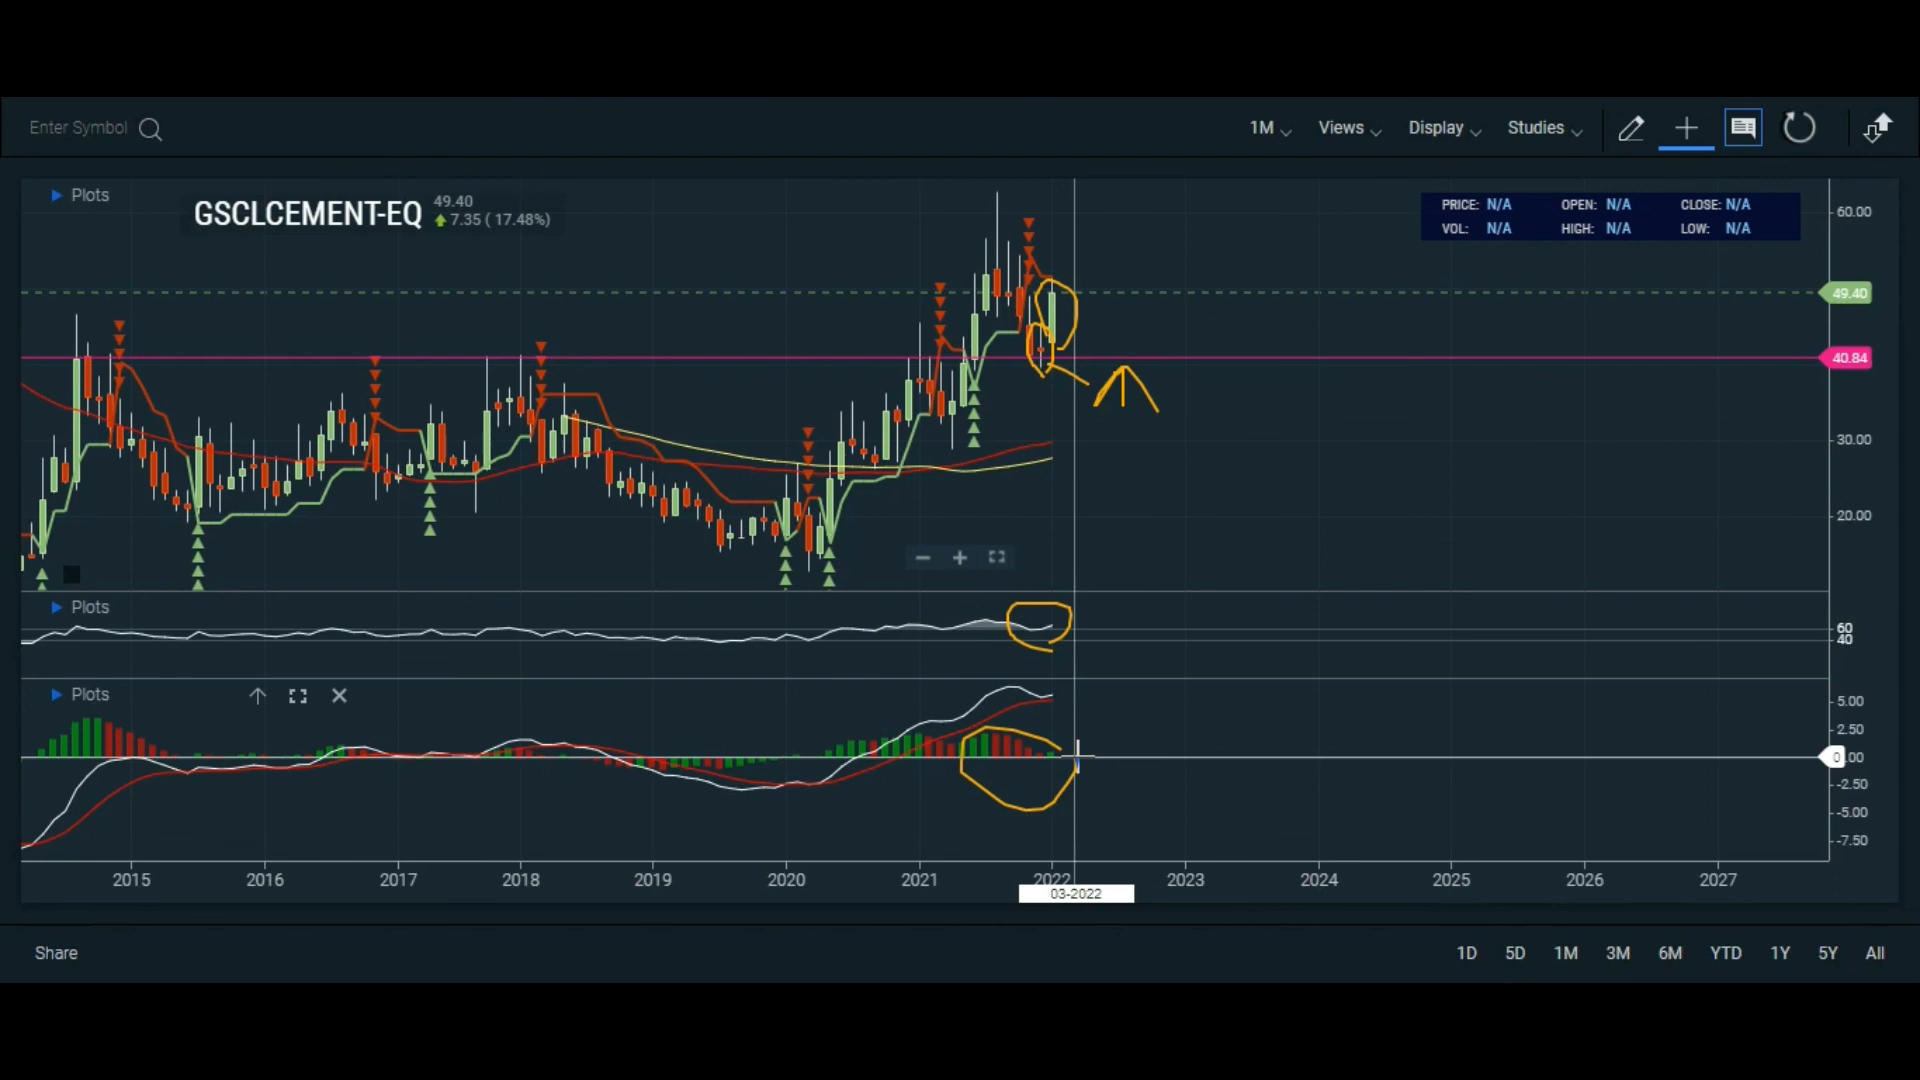 Enter Symbol
1M Views Display Studies
Plots
GSCLCEMENT-EQ
49.40
7.35 ( 17.48%)
PRICE: N/A OPEN: N/A CLOSE: N/A
VOL: N/A HIGH: N/A LOW: N/A
60.00
49.40
40.84
30.00
20.00
Plots
60
40
Plots
5.00
2.50
0.00
-2.50
-5.00
-7.50
2015 2016 2017 2018 2019 2020 2021 2022 2023 2024 2025 2026 2027
03-2022
Share
1D 5D 1M 3M 6M YTD 1Y 5Y All